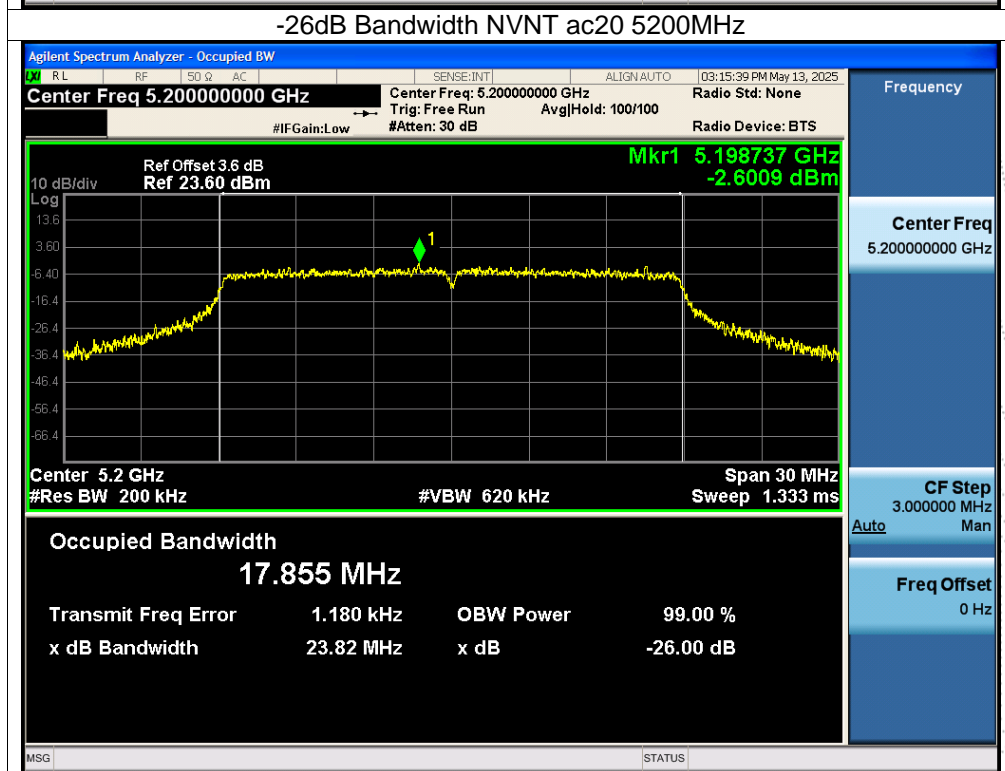 -26dB Bandwidth NVNT ac20 5200MHz
Agilent Spectrum Analyzer - Occupied BW
LXI RL RF 50 Ω AC SENSE:INT ALIGN AUTO 03:15:39 PM May 13, 2025
Center Freq 5.200000000 GHz
Center Freq: 5.200000000 GHz Radio Std: None
Trig: Free Run Avg|Hold: 100/100
#IFGain:Low #Atten: 30 dB Radio Device: BTS
Frequency
Mkr1 5.198737 GHz
-2.6009 dBm
Ref Offset 3.6 dB
10 dB/div Ref 23.60 dBm
Log
13.6
3.60
-6.40
-16.4
-26.4
-36.4
-46.4
-56.4
-66.4
1
Center 5.2 GHz Span 30 MHz
#Res BW 200 kHz #VBW 620 kHz Sweep 1.333 ms
Occupied Bandwidth
17.855 MHz
Transmit Freq Error 1.180 kHz OBW Power 99.00 %
x dB Bandwidth 23.82 MHz x dB -26.00 dB
Center Freq
5.200000000 GHz
CF Step
3.000000 MHz
Auto Man
Freq Offset
0 Hz
MSG STATUS